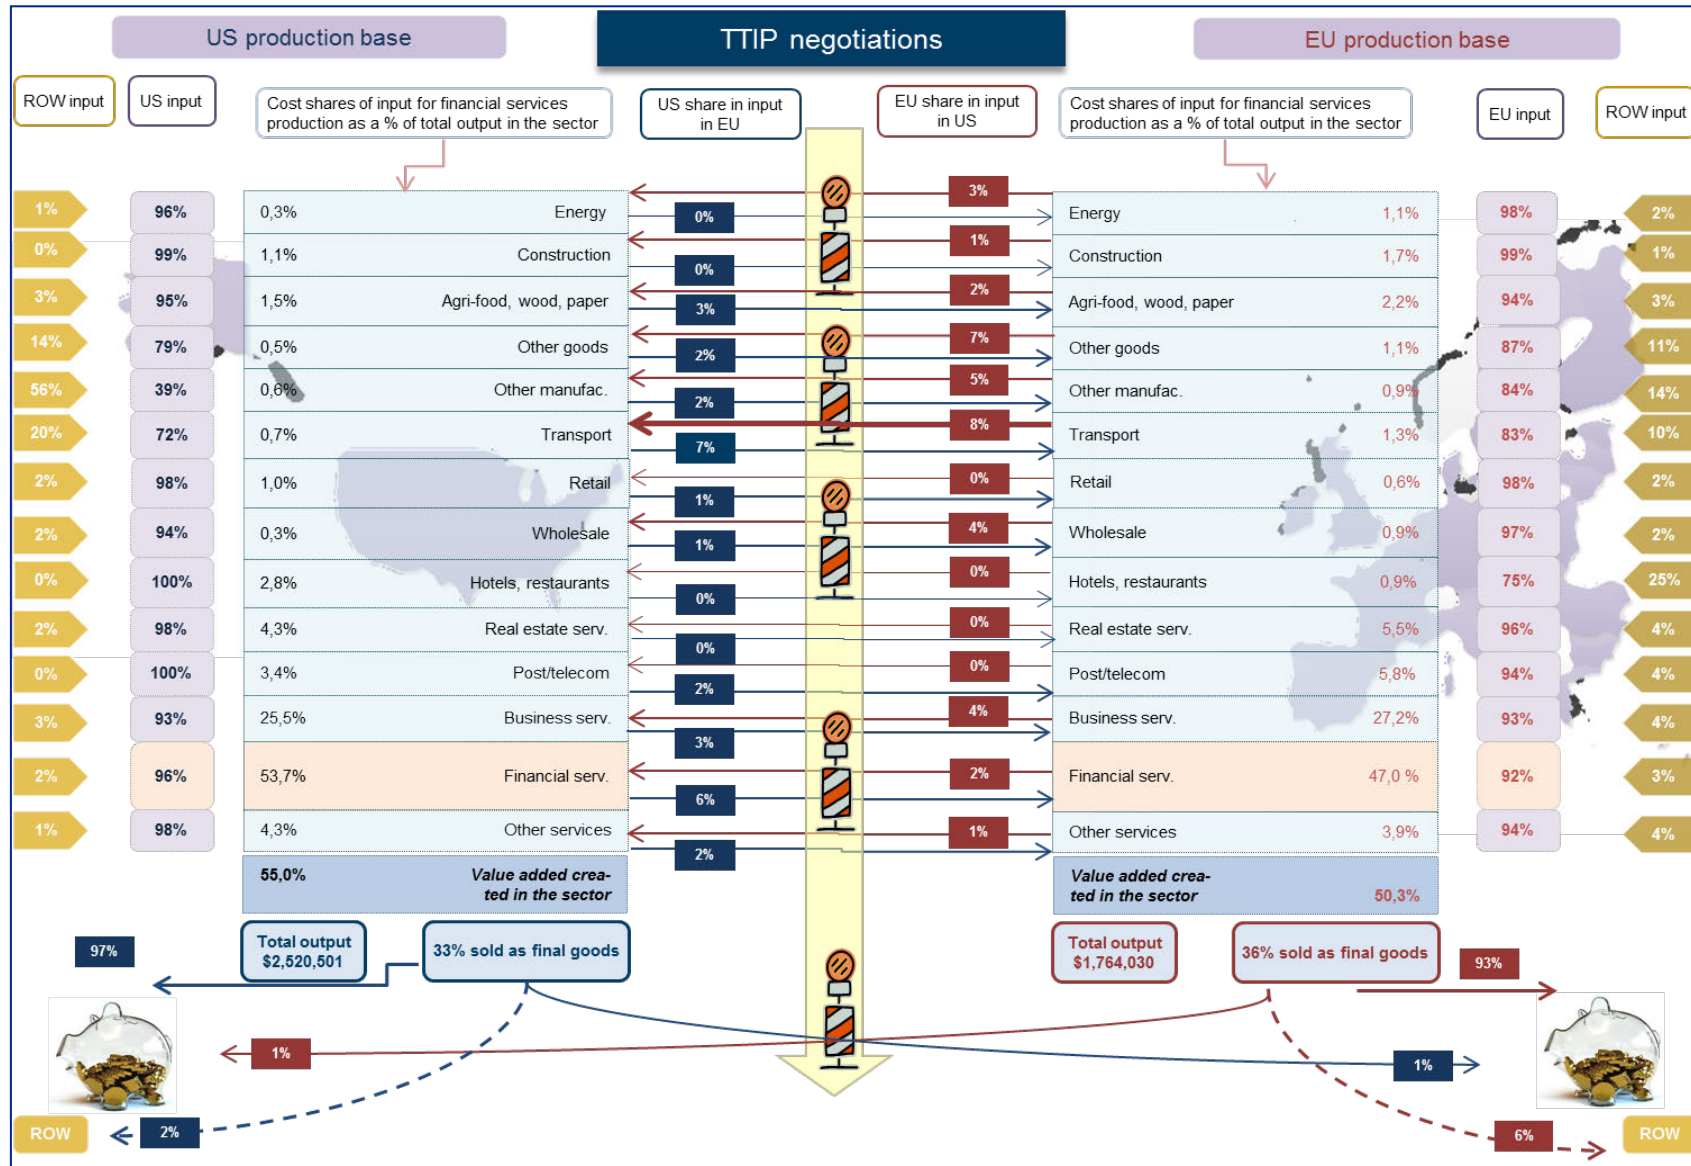 US production base
TTIP negotiations
EU production base
ROW input
US input
Cost shares of input for financial services
production as a % of total output in the sector
US share in input
in EU
EU share in input
in US
Cost shares of input for financial services
production as a % of total output in the sector
EU input
ROW input
1% 96% 0,3% Energy 0% 3% Energy 1,1% 98% 2%
0% 99% 1,1% Construction 0% 1% Construction 1,7% 99% 1%
3% 95% 1,5% Agri-food, wood, paper 3% 2% Agri-food, wood, paper 2,2% 94% 3%
14% 79% 0,5% Other goods 2% 7% Other goods 1,1% 87% 11%
56% 39% 0,6% Other manufac. 2% 5% Other manufac. 0,9% 84% 14%
20% 72% 0,7% Transport 7% 8% Transport 1,3% 83% 10%
2% 98% 1,0% Retail 1% 0% Retail 0,6% 98% 2%
2% 94% 0,3% Wholesale 1% 4% Wholesale 0,9% 97% 2%
0% 100% 2,8% Hotels, restaurants 0% 0% Hotels, restaurants 0,9% 75% 25%
2% 98% 4,3% Real estate serv. 0% 0% Real estate serv. 5,5% 96% 4%
0% 100% 3,4% Post/telecom 2% 0% Post/telecom 5,8% 94% 4%
3% 93% 25,5% Business serv. 3% 4% Business serv. 27,2% 93% 4%
2% 96% 53,7% Financial serv. 6% 2% Financial serv. 47,0 % 92% 3%
1% 98% 4,3% Other services 2% 1% Other services 3,9% 94% 4%
55,0% Value added crea-
ted in the sector
Value added crea-
ted in the sector 50,3%
97%
Total output
$2,520,501
33% sold as final goods
Total output
$1,764,030
36% sold as final goods
93%
1%
1%
ROW
2%
6%
ROW